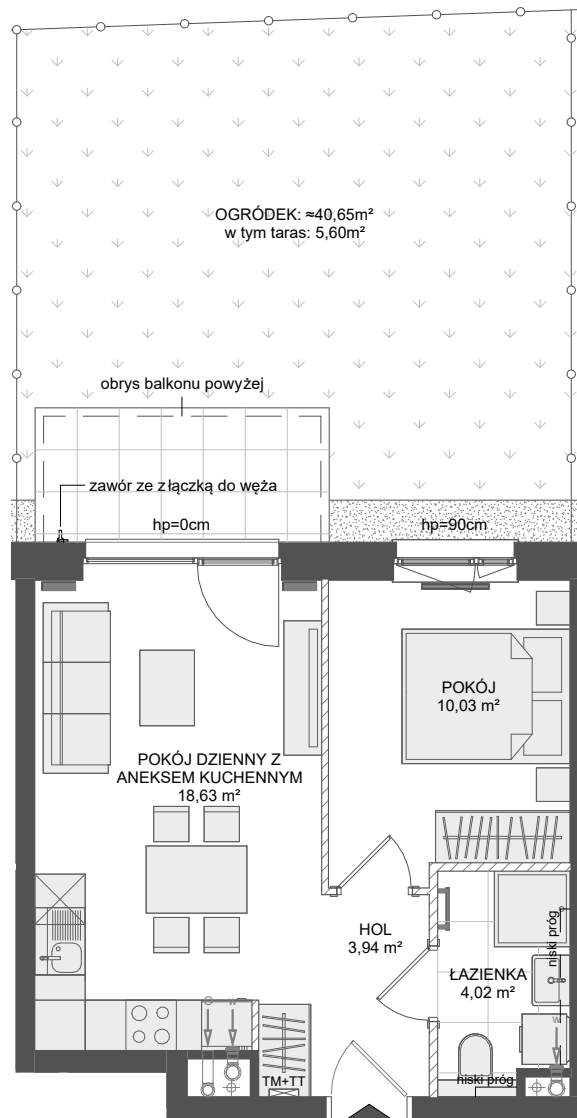 OGRÓDEK: ≈40,65m²
w tym taras: 5,60m²
obrys balkonu powyżej
zawór ze złączką do węża
hp=0cm
hp=90cm
POKÓJ
10,03 m²
POKÓJ DZIENNY Z
ANEKSEM KUCHENNYM
18,63 m²
HOL
3,94 m²
niski próg
ŁAZIENKA
4,02 m²
TM+TT
niski próg